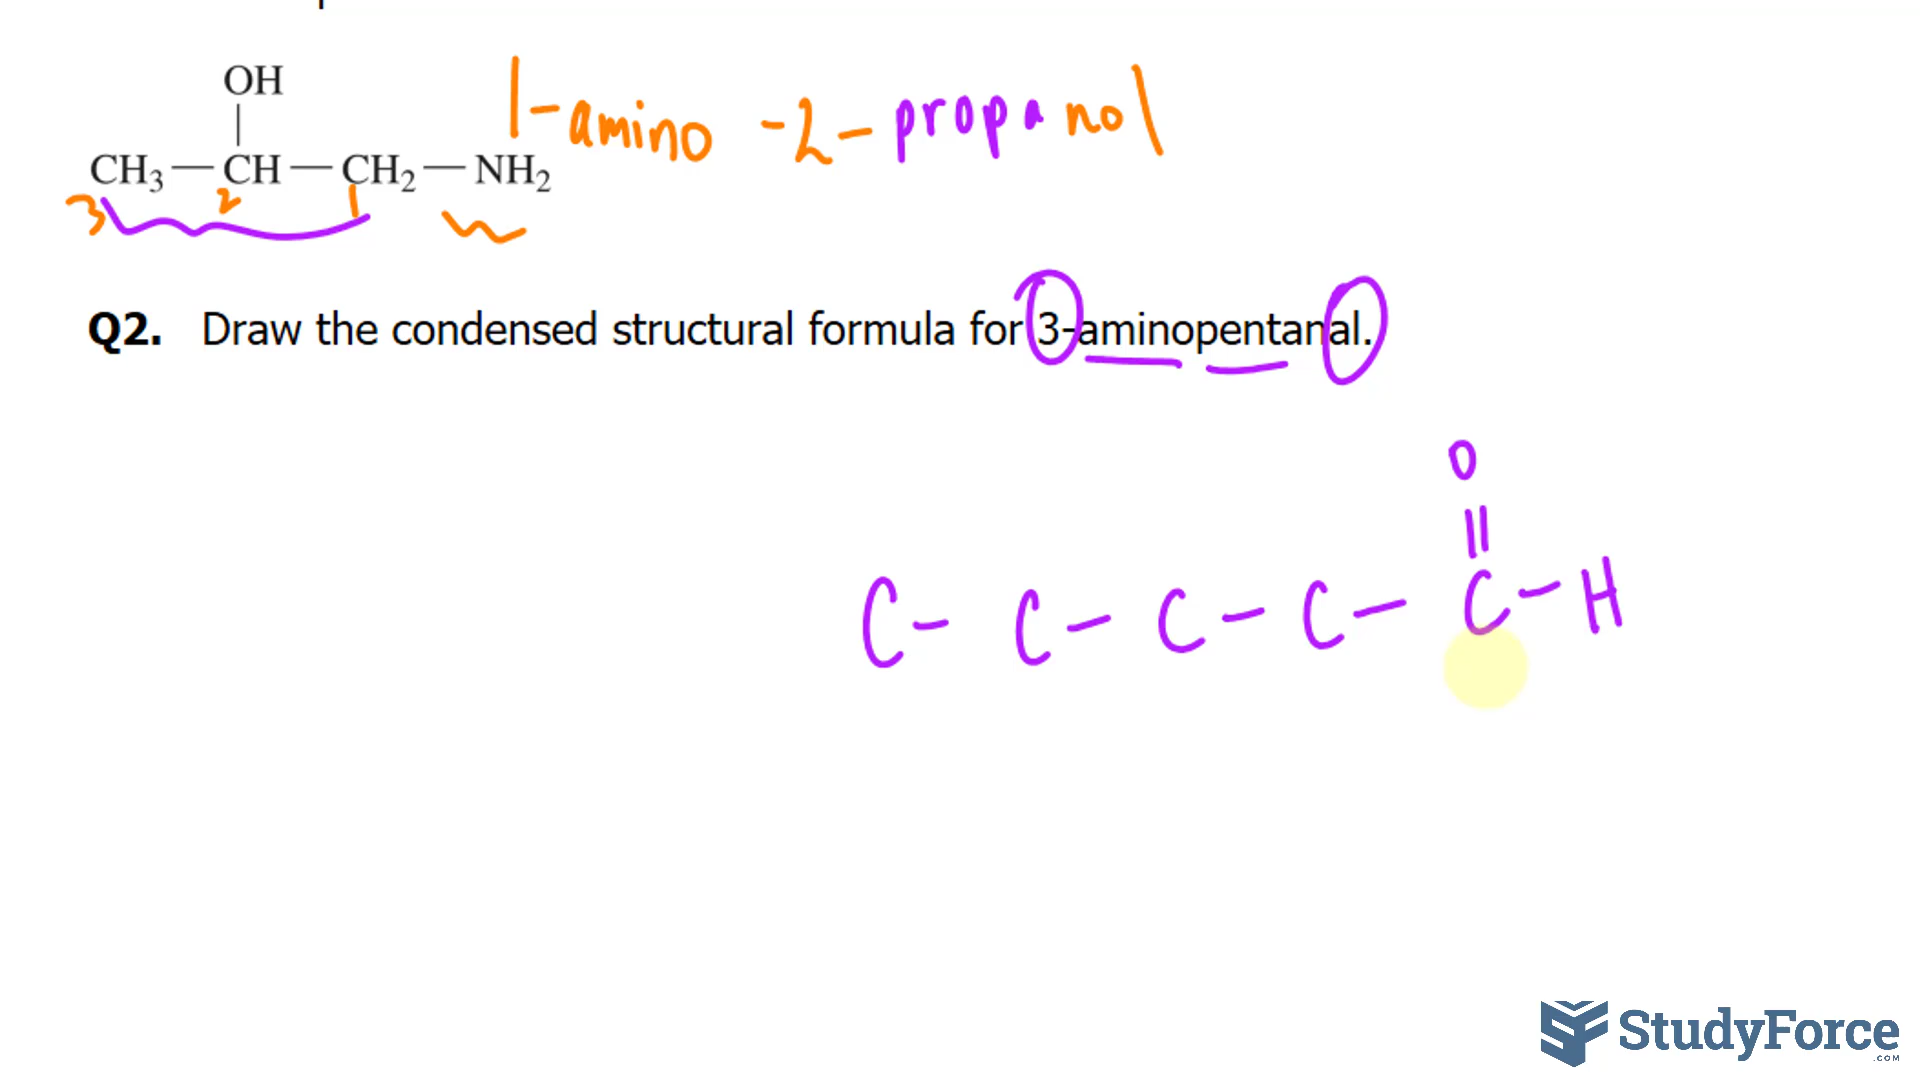 OH
CH₃—CH—CH₂—NH₂
3 2 1
1-amino-2-propanol
Q2. Draw the condensed structural formula for 3-aminopentanal.
O
C-C-C-C-C-H
StudyForce
.COM